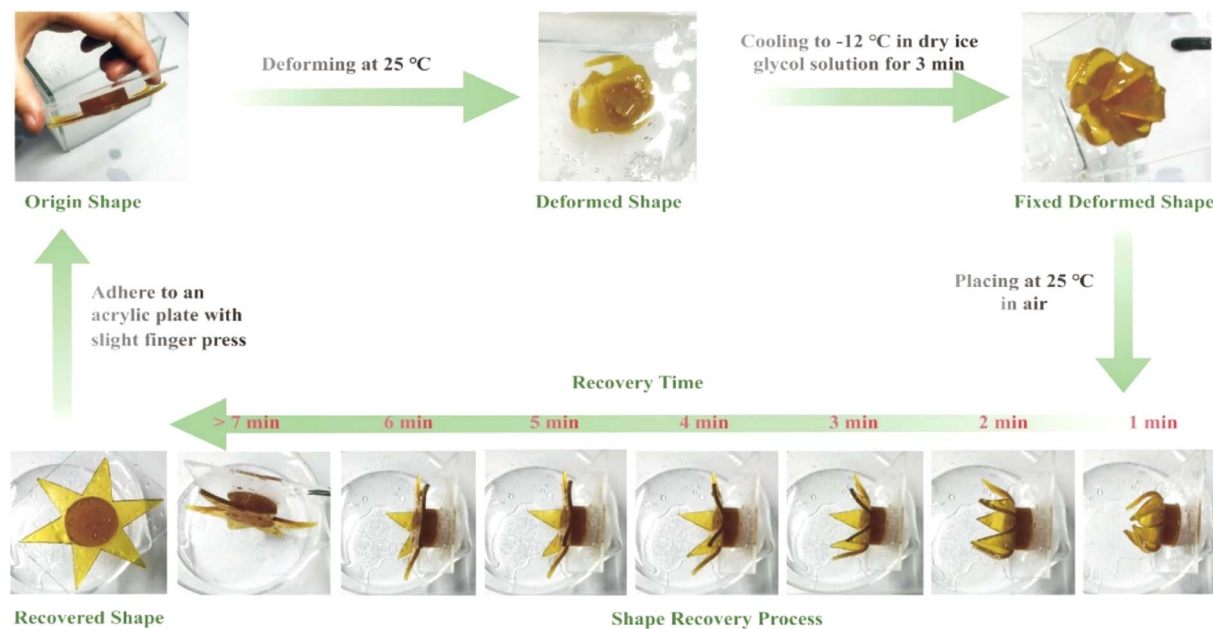 Deforming at 25 °C
Cooling to -12 °C in dry ice
glycol solution for 3 min
Origin Shape
Deformed Shape
Fixed Deformed Shape
Adhere to an
acrylic plate with
slight finger press
Placing at 25 °C
in air
Recovery Time
> 7 min
6 min
5 min
4 min
3 min
2 min
1 min
Recovered Shape
Shape Recovery Process